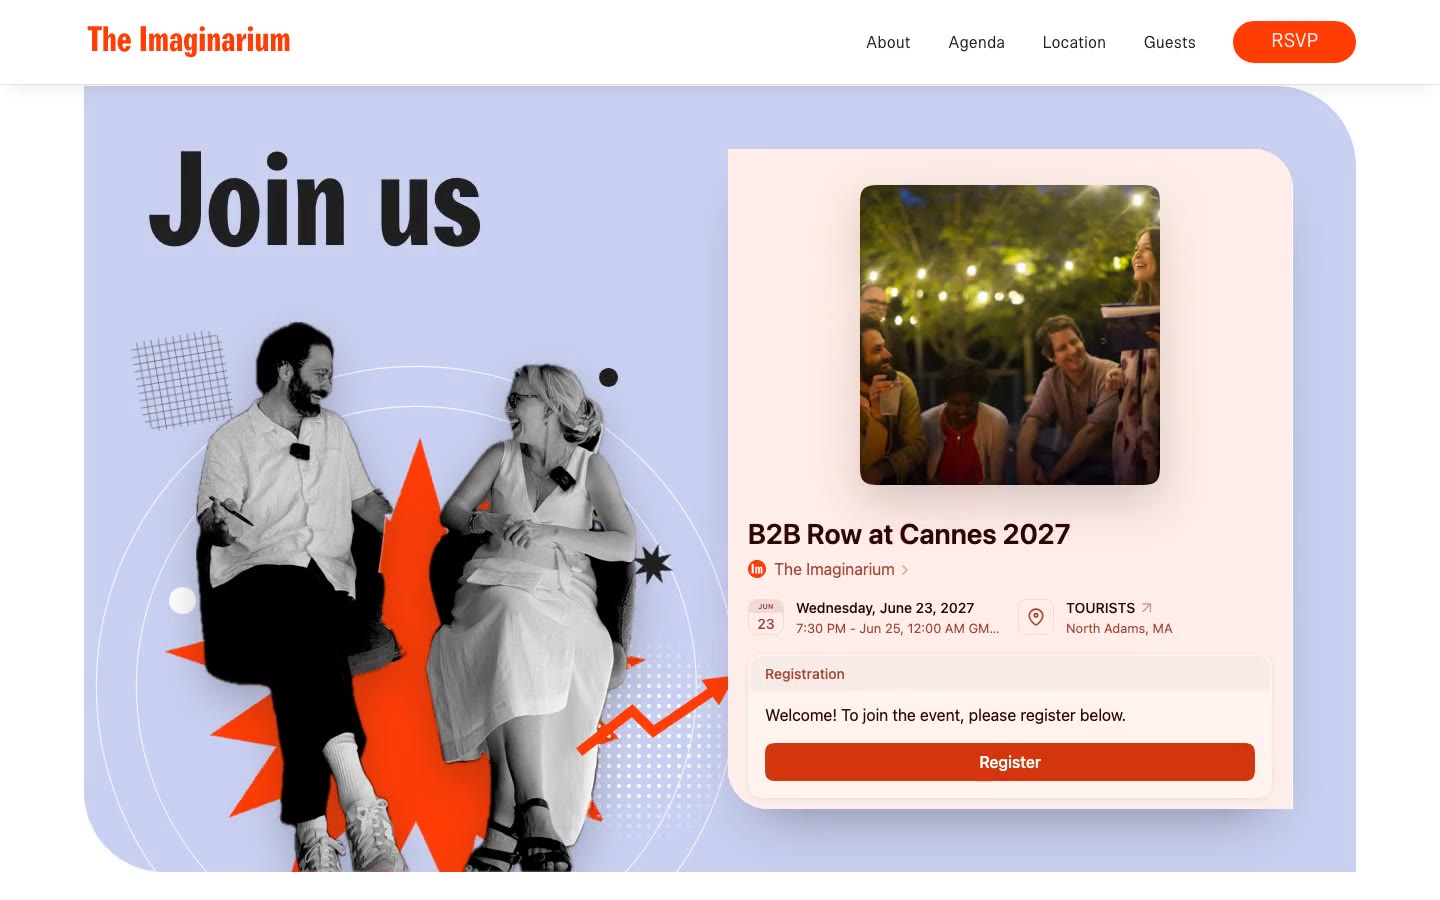 The Imaginarium
About
Agenda
Location
Guests
RSVP
Join us
B2B Row at Cannes 2027
Im
The Imaginarium
JUN
23
Wednesday, June 23, 2027
7:30 PM - Jun 25, 12:00 AM GM...
TOURISTS
North Adams, MA
Registration
Welcome! To join the event, please register below.
Register